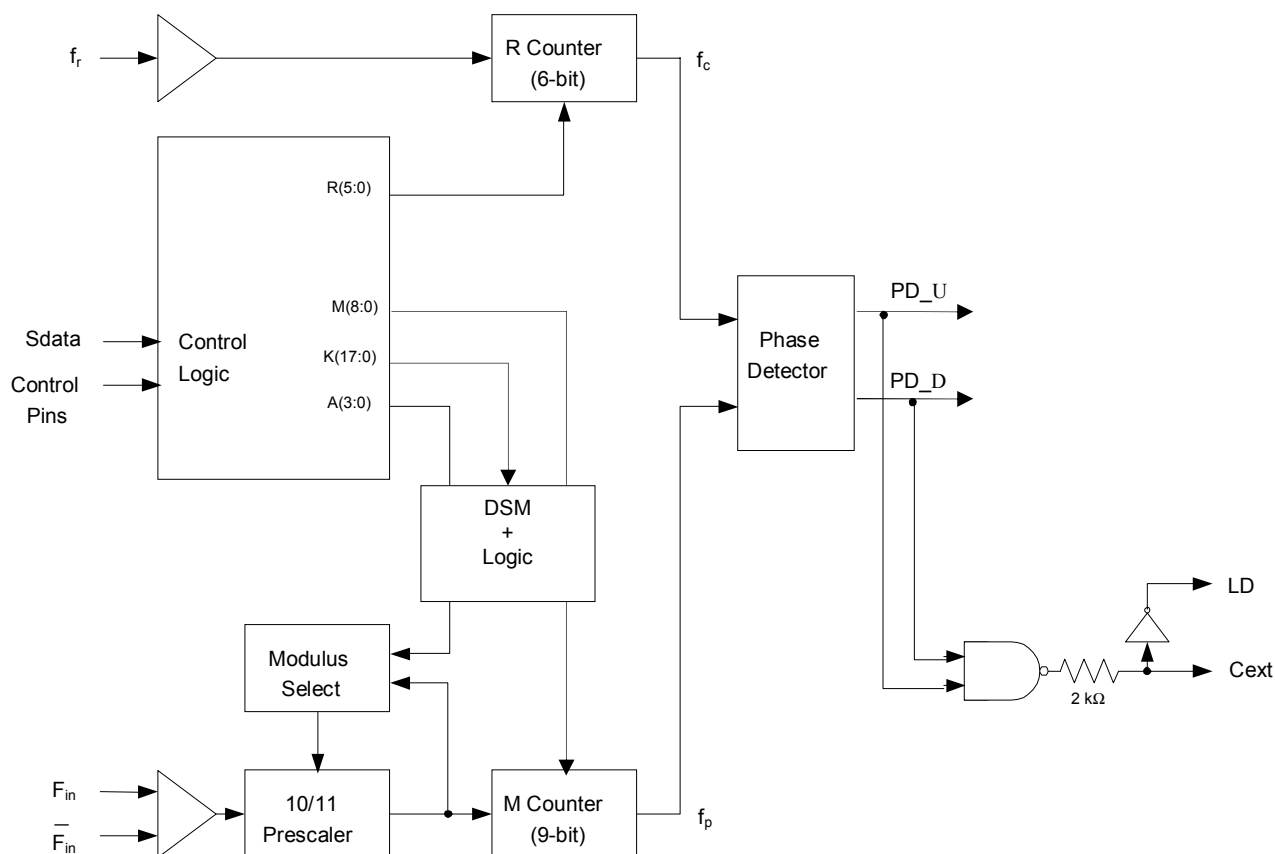 f_r
R Counter
(6-bit)
f_c
R(5:0)
M(8:0)
K(17:0)
A(3:0)
Sdata
Control
Pins
Control
Logic
Phase
Detector
PD_U
PD_D
DSM
+
Logic
Modulus
Select
LD
Cext
2 kΩ
F_in
F̅_in
10/11
Prescaler
M Counter
(9-bit)
f_p